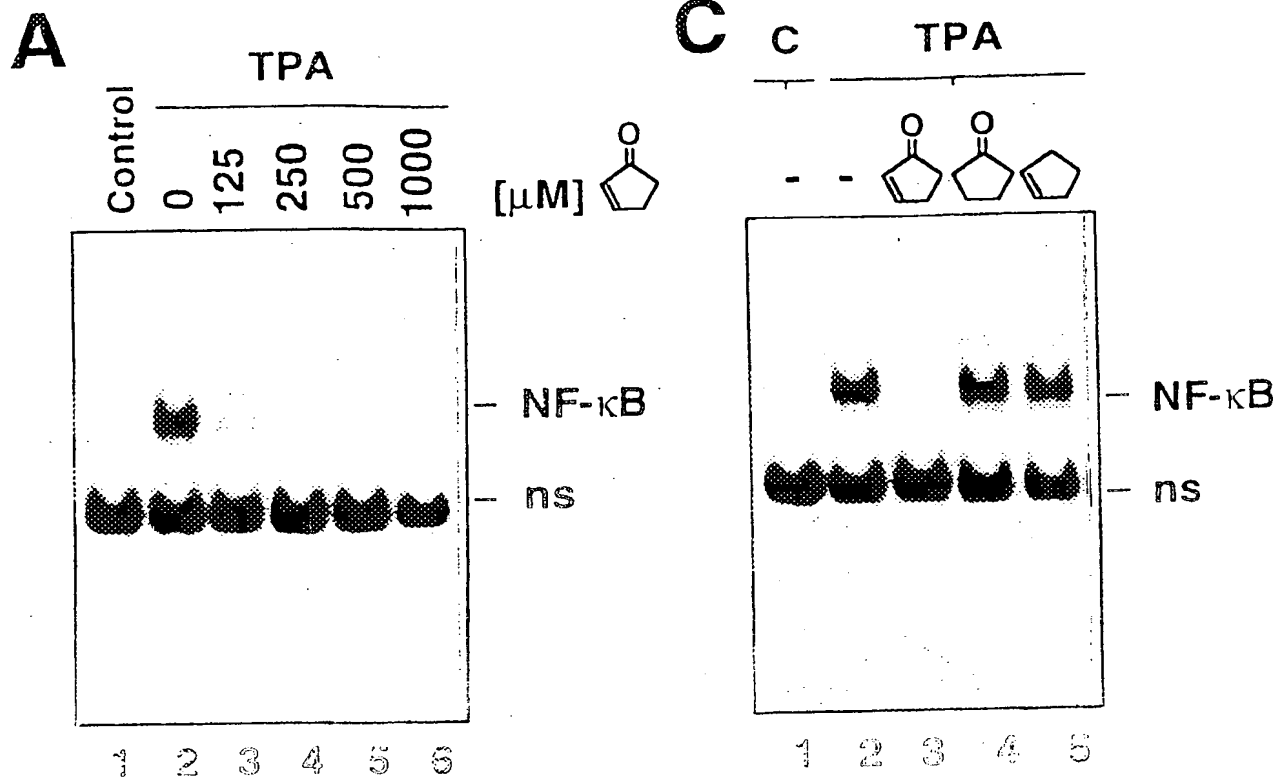 A
TPA
Control 0 125 250 500 1000 [μM] O
NF-κB
ns
1 2 3 4 5 6
C
C TPA
- - O O
NF-κB
ns
1 2 3 4 5